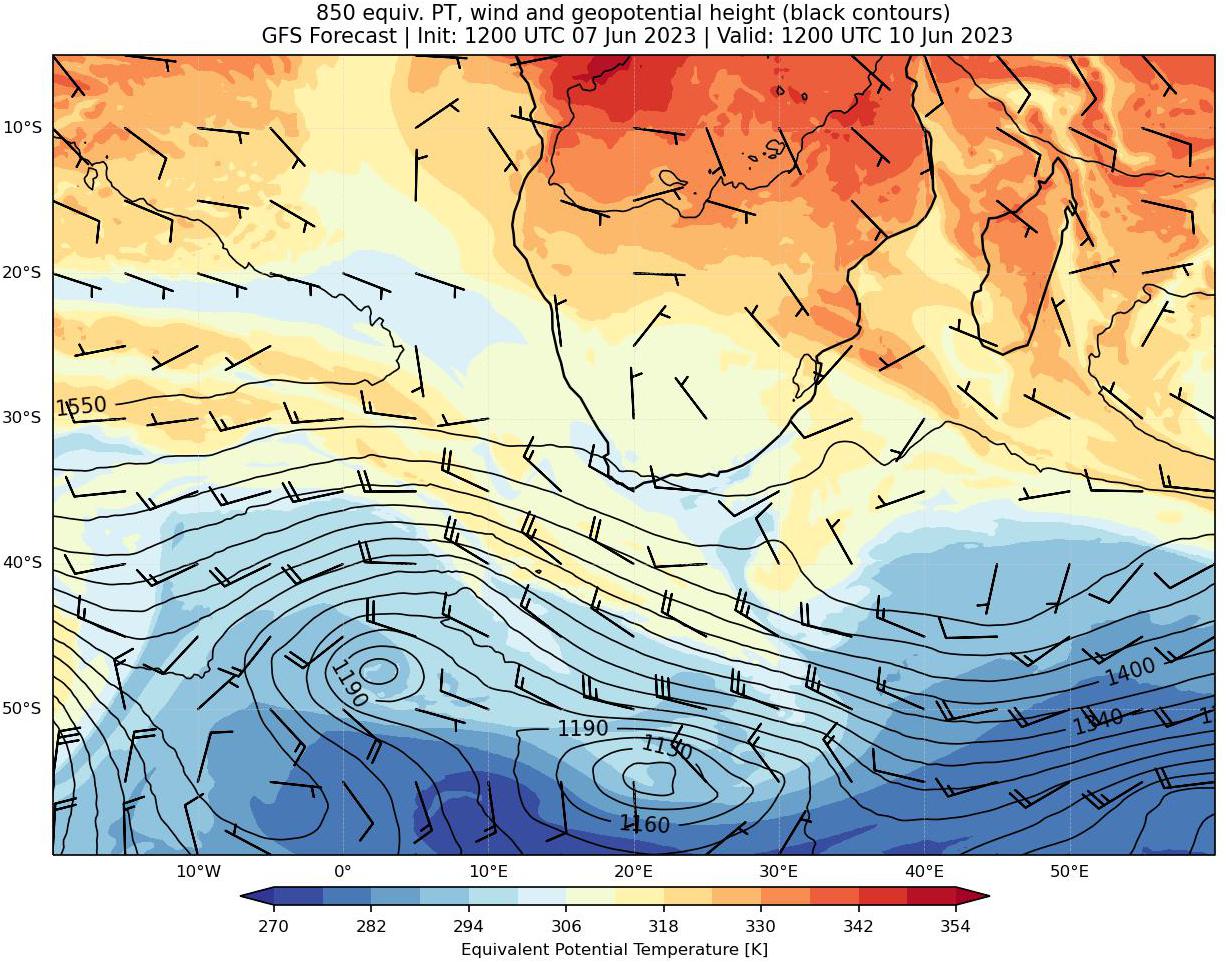 850 equiv. PT, wind and geopotential height (black contours)
GFS Forecast | Init: 1200 UTC 07 Jun 2023 | Valid: 1200 UTC 10 Jun 2023
10°S
20°S
1550
30°S
40°S
1190
1400
50°S
1190
1130
1340
1
1160
10°W 0° 10°E 20°E 30°E 40°E 50°E
270 282 294 306 318 330 342 354
Equivalent Potential Temperature [K]